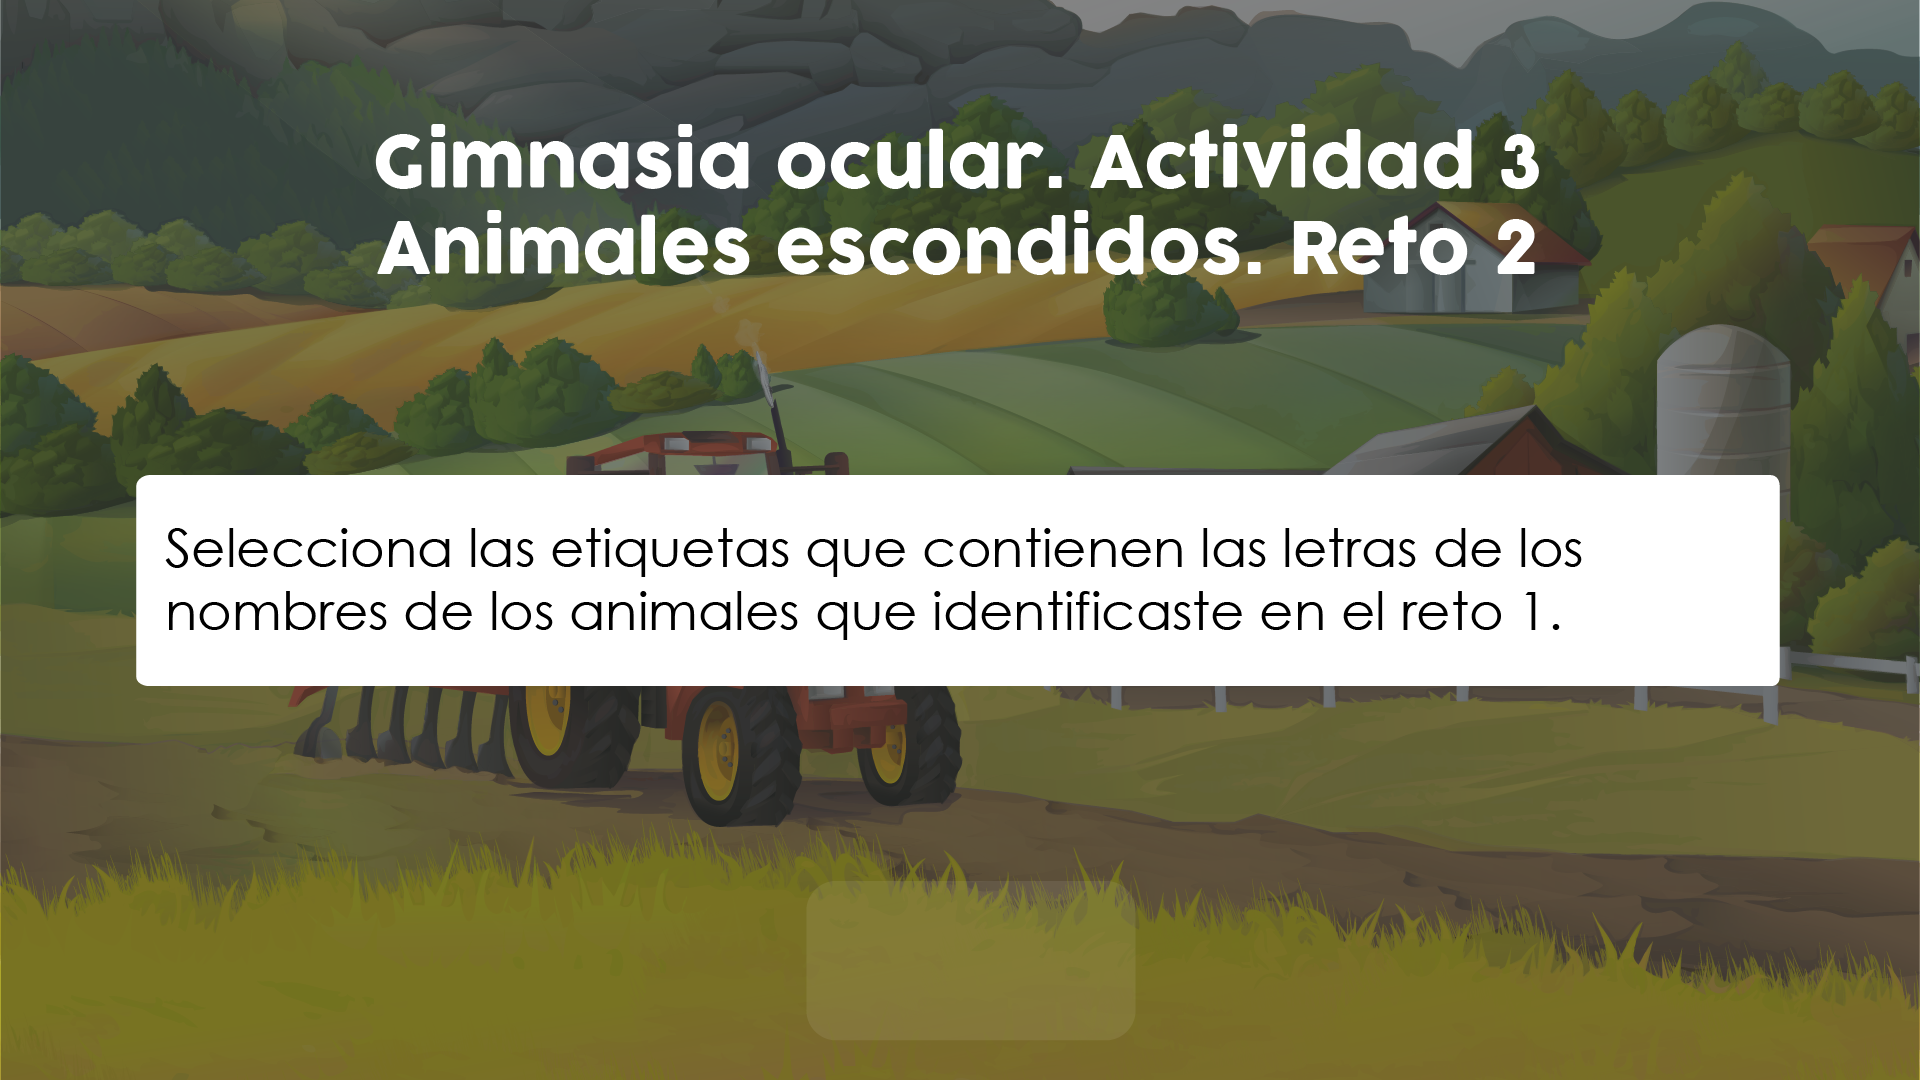 Gimnasia ocular. Actividad 3
Animales escondidos. Reto 2
Selecciona las etiquetas que contienen las letras de los
nombres de los animales que identificaste en el reto 1.